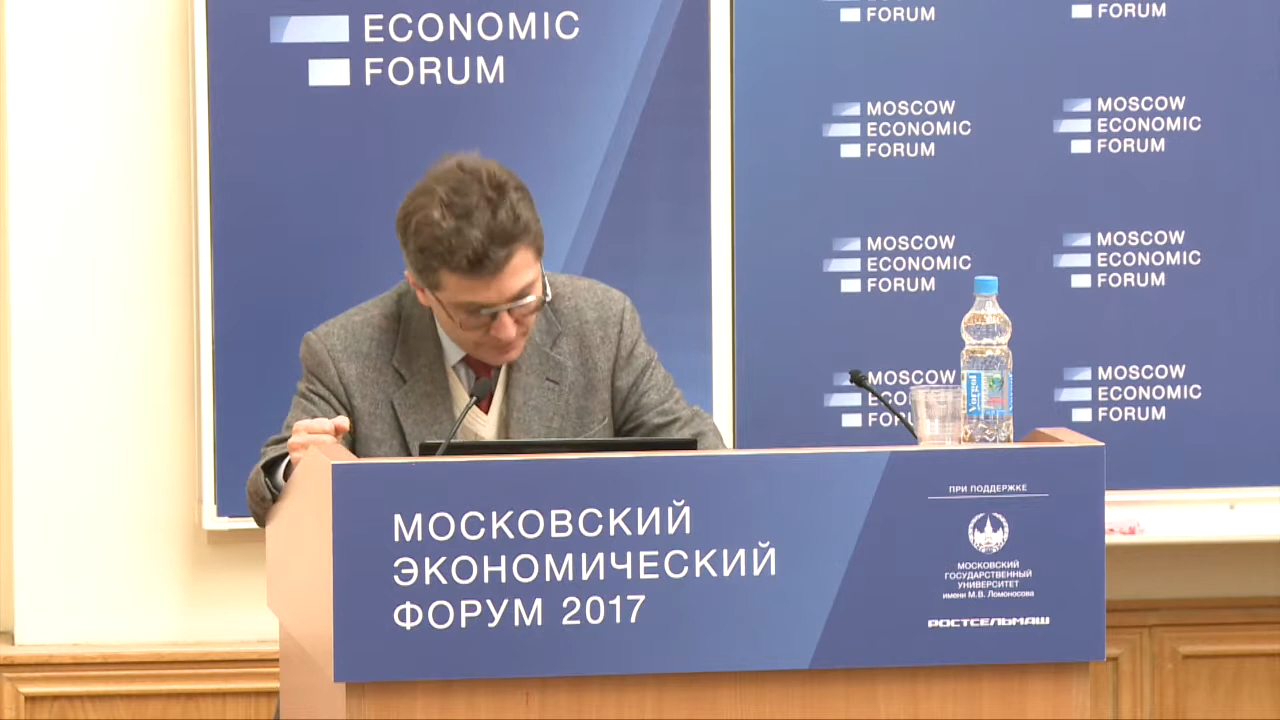 ECONOMIC
FORUM
FORUM
FORUM
MOSCOW
ECONOMIC
FORUM
MOSCOW
ECONOMIC
FORUM
MOSCOW
ECONOMIC
FORUM
MOSCOW
ECONOMIC
FORUM
MOSCOW
MOSCOW
ECONOMIC
FORUM
Vorgol
МОСКОВСКИЙ
ЭКОНОМИЧЕСКИЙ
ФОРУМ 2017
ПРИ ПОДДЕРЖКЕ
МОСКОВСКИЙ
ГОСУДАРСТВЕННЫЙ
УНИВЕРСИТЕТ
имени М.В. Ломоносова
РОСТСЕЛЬМАШ